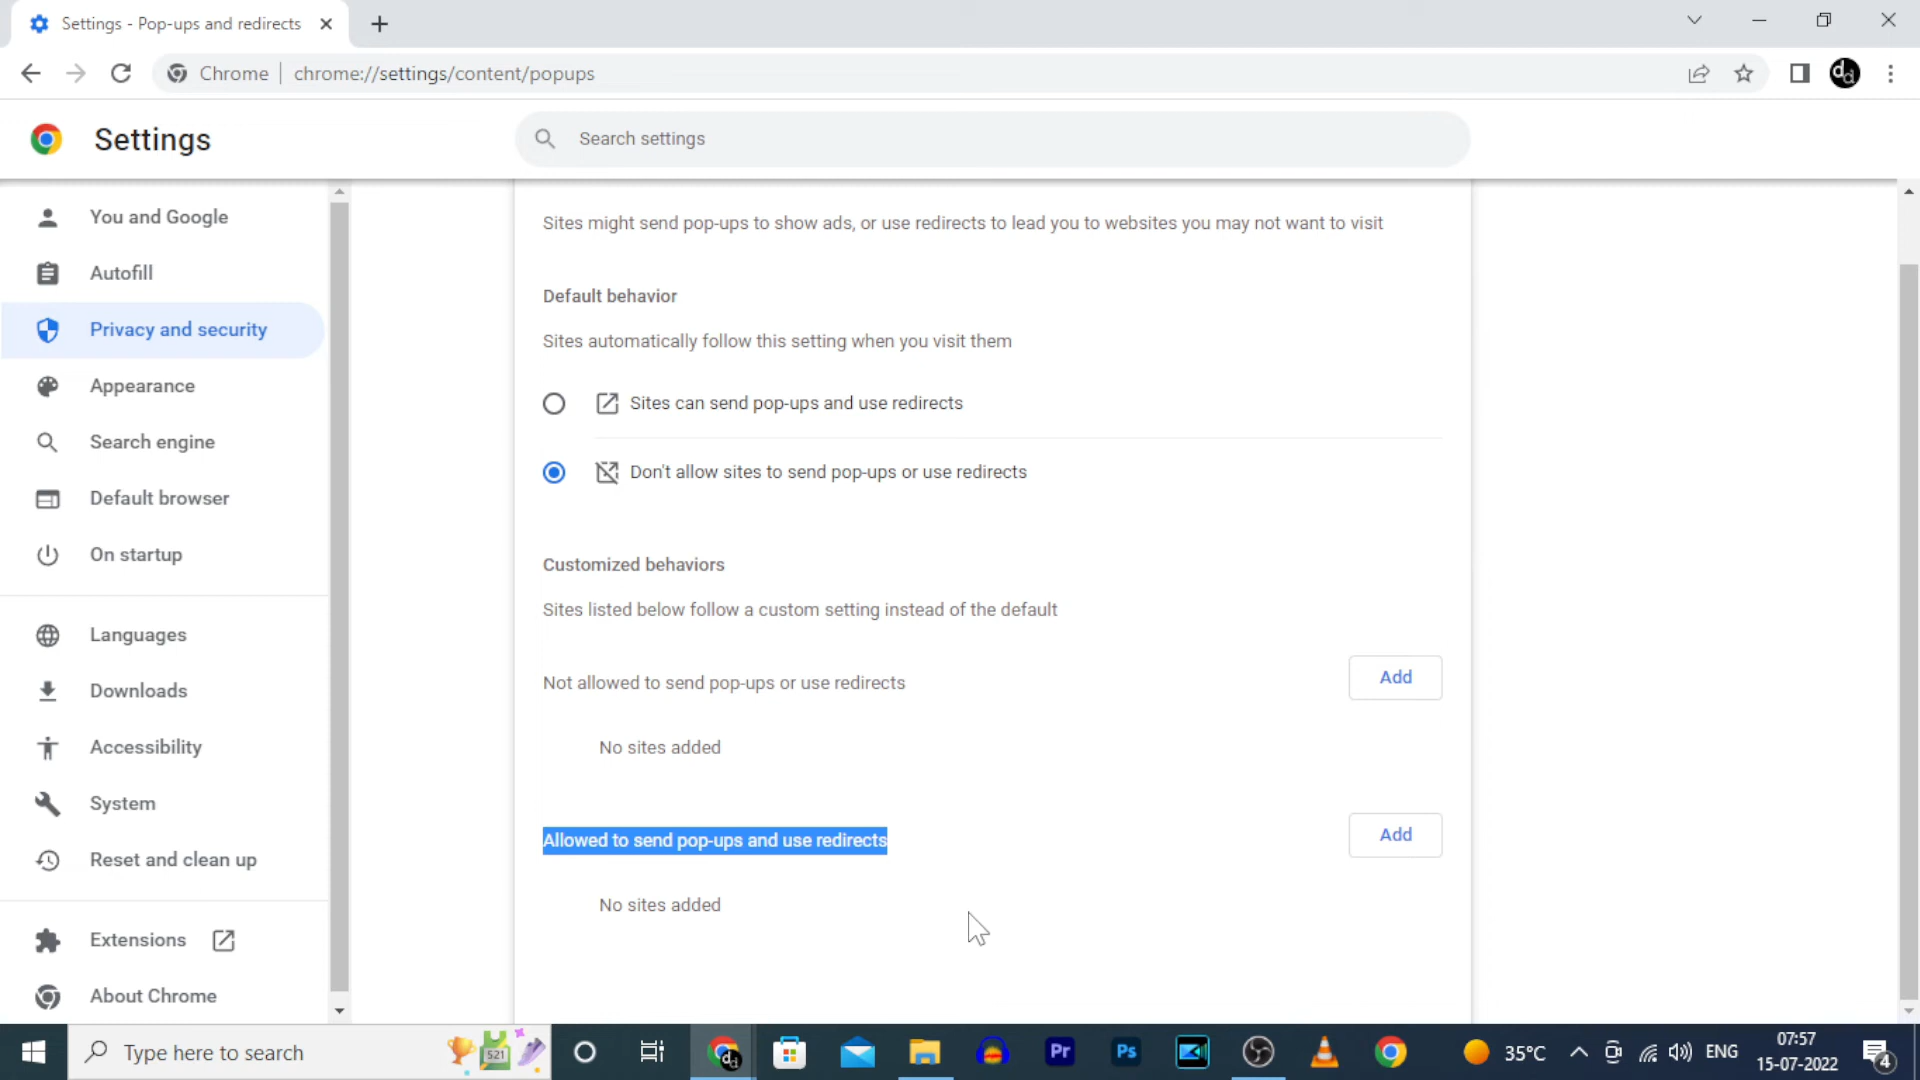 Settings - Pop-ups and redirects
Chrome | chrome://settings/content/popups
Settings
Search settings
You and Google
Autofill
Privacy and security
Appearance
Search engine
Default browser
On startup
Languages
Downloads
Accessibility
System
Reset and clean up
Extensions
About Chrome
Sites might send pop-ups to show ads, or use redirects to lead you to websites you may not want to visit
Default behavior
Sites automatically follow this setting when you visit them
Sites can send pop-ups and use redirects
Don't allow sites to send pop-ups or use redirects
Customized behaviors
Sites listed below follow a custom setting instead of the default
Not allowed to send pop-ups or use redirects
Add
No sites added
Allowed to send pop-ups and use redirects
Add
No sites added
Type here to search
521
Pr
Ps
35°C
ENG
07:57
15-07-2022
4